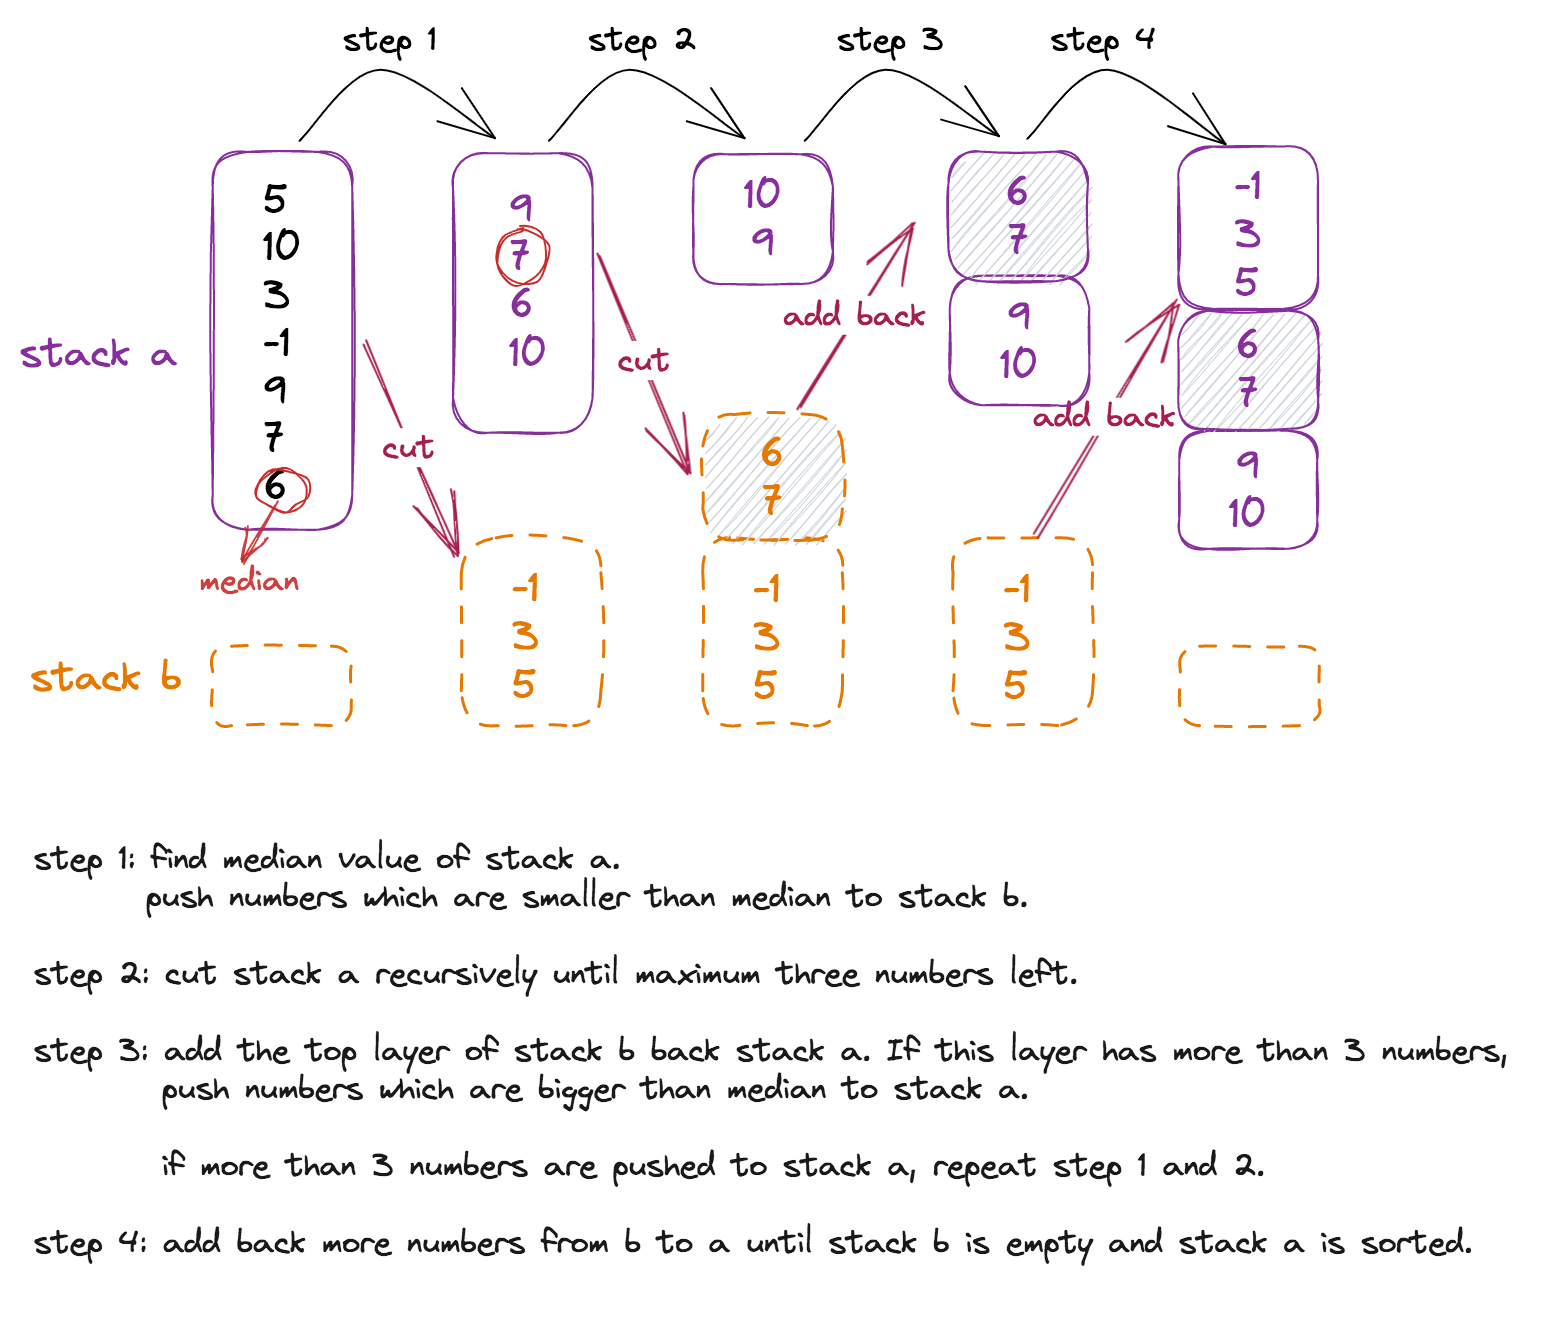 step 1
step 2
step 3
step 4
stack a
5
10
3
-1
9
7
6
median
cut
9
7
6
10
cut
10
9
add back
6
7
9
10
add back
-1
3
5
6
7
9
10
stack b
-1
3
5
6
7
-1
3
5
-1
3
5
step 1: find median value of stack a.
push numbers which are smaller than median to stack b.
step 2: cut stack a recursively until maximum three numbers left.
step 3: add the top layer of stack b back stack a. If this layer has more than 3 numbers,
push numbers which are bigger than median to stack a.
if more than 3 numbers are pushed to stack a, repeat step 1 and 2.
step 4: add back more numbers from b to a until stack b is empty and stack a is sorted.